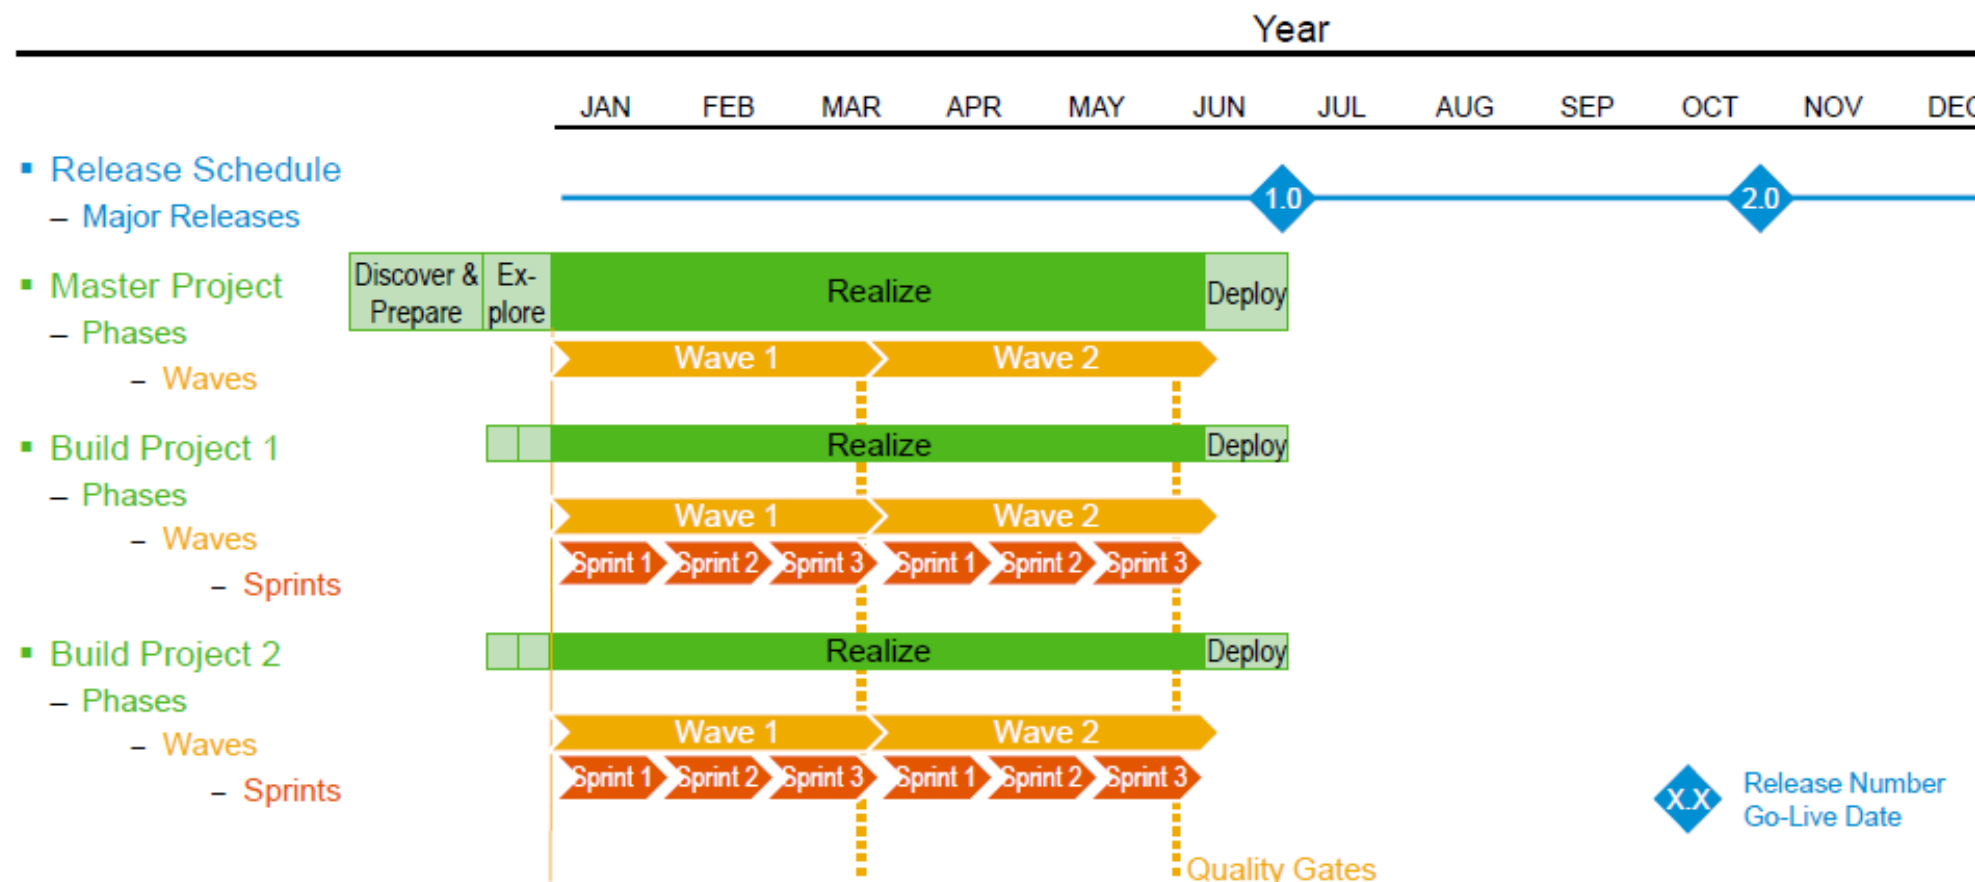 Year
JAN FEB MAR APR MAY JUN JUL AUG SEP OCT NOV DEC
Release Schedule
– Major Releases
1.0 2.0
Master Project
– Phases
– Waves
Discover &
Prepare
Ex-
plore
Realize
Deploy
Wave 1 Wave 2
Build Project 1
– Phases
– Waves
– Sprints
Realize
Deploy
Wave 1 Wave 2
Sprint 1 Sprint 2 Sprint 3 Sprint 1 Sprint 2 Sprint 3
Build Project 2
– Phases
– Waves
– Sprints
Realize
Deploy
Wave 1 Wave 2
Sprint 1 Sprint 2 Sprint 3 Sprint 1 Sprint 2 Sprint 3
X.X
Release Number
Go-Live Date
Quality Gates